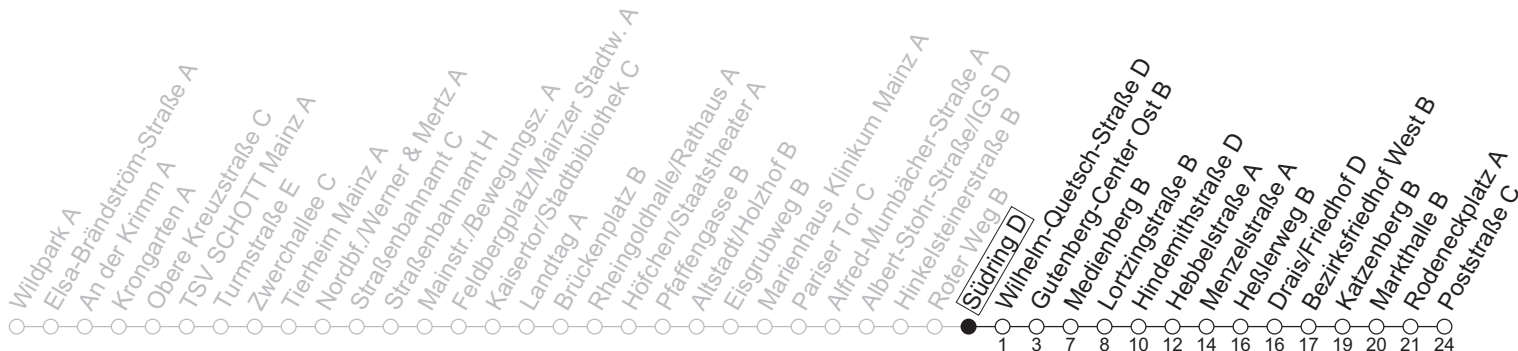 Wildpark A
Elsa-Brändström-Straße A
An der Krimm A
Krongarten A
Obere Kreuzstraße C
TSV SCHOTT Mainz A
Turmstraße E
Zwerchallee C
Tierheim Mainz A
Nordbf./Werner & Mertz A
Straßenbahnamt C
Straßenbahnamt H
Mainstr./Bewegungsz. A
Feldbergplatz/Mainzer Stadtw. A
Kaisertor/Stadtbibliothek C
Landtag A
Brückenplatz B
Rheingoldhalle/Rathaus A
Höfchen/Staatstheater A
Pfaffengasse B
Altstadt/Holzhof B
Eisgrubweg B
Marienhaus Klinikum Mainz A
Pariser Tor C
Alfred-Mumbächer-Straße A
Albert-Stohr-Straße/IGS D
Hinkelsteinerstraße B
Roter Weg B
Südring D
Wilhelm-Quetsch-Straße D
Gutenberg-Center Ost B
Medienberg B
Lortzingstraße B
Hindemithstraße D
Hebbelstraße A
Menzelstraße A
Heßlerweg B
Drais/Friedhof D
Bezirksfriedhof West B
Katzenberg B
Markthalle B
Rodeneckplatz A
Poststraße C
1 3 7 8 10 12 14 16 16 17 19 20 21 24